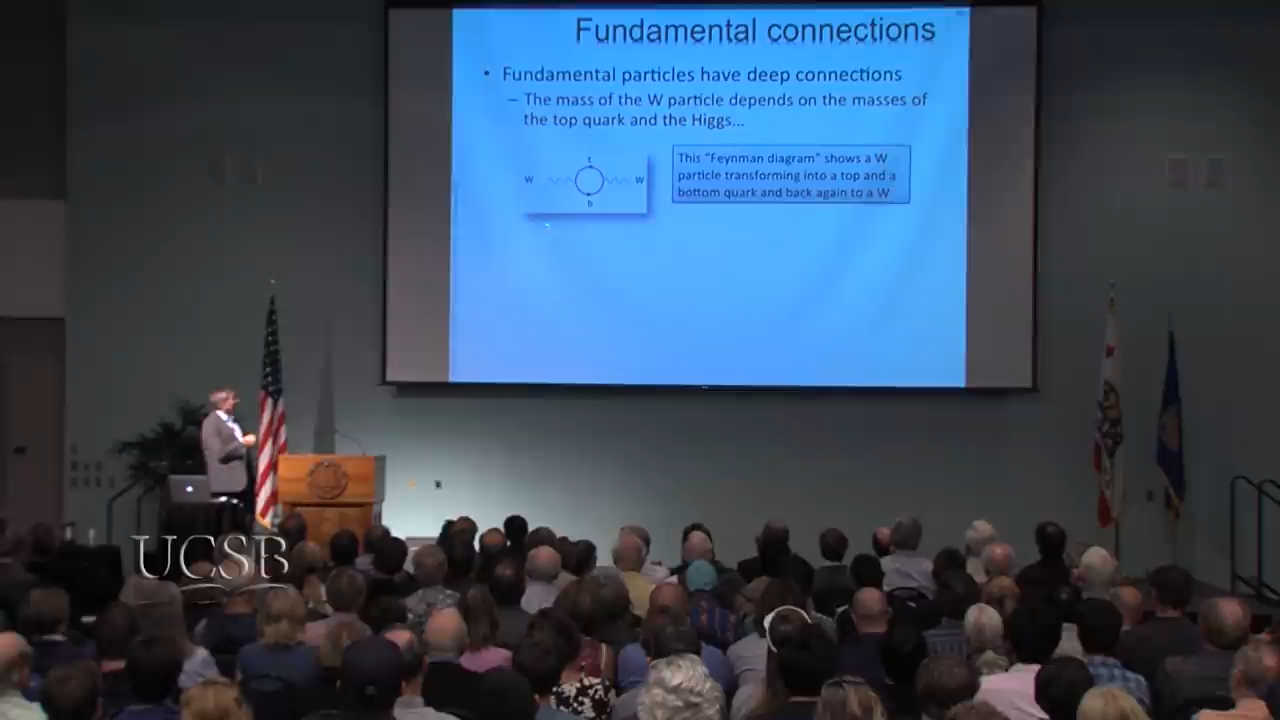 Fundamental connections
• Fundamental particles have deep connections
– The mass of the W particle depends on the masses of
the top quark and the Higgs...
t
W
W
b
This "Feynman diagram" shows a W
particle transforming into a top and a
bottom quark and back again to a W
UCSB